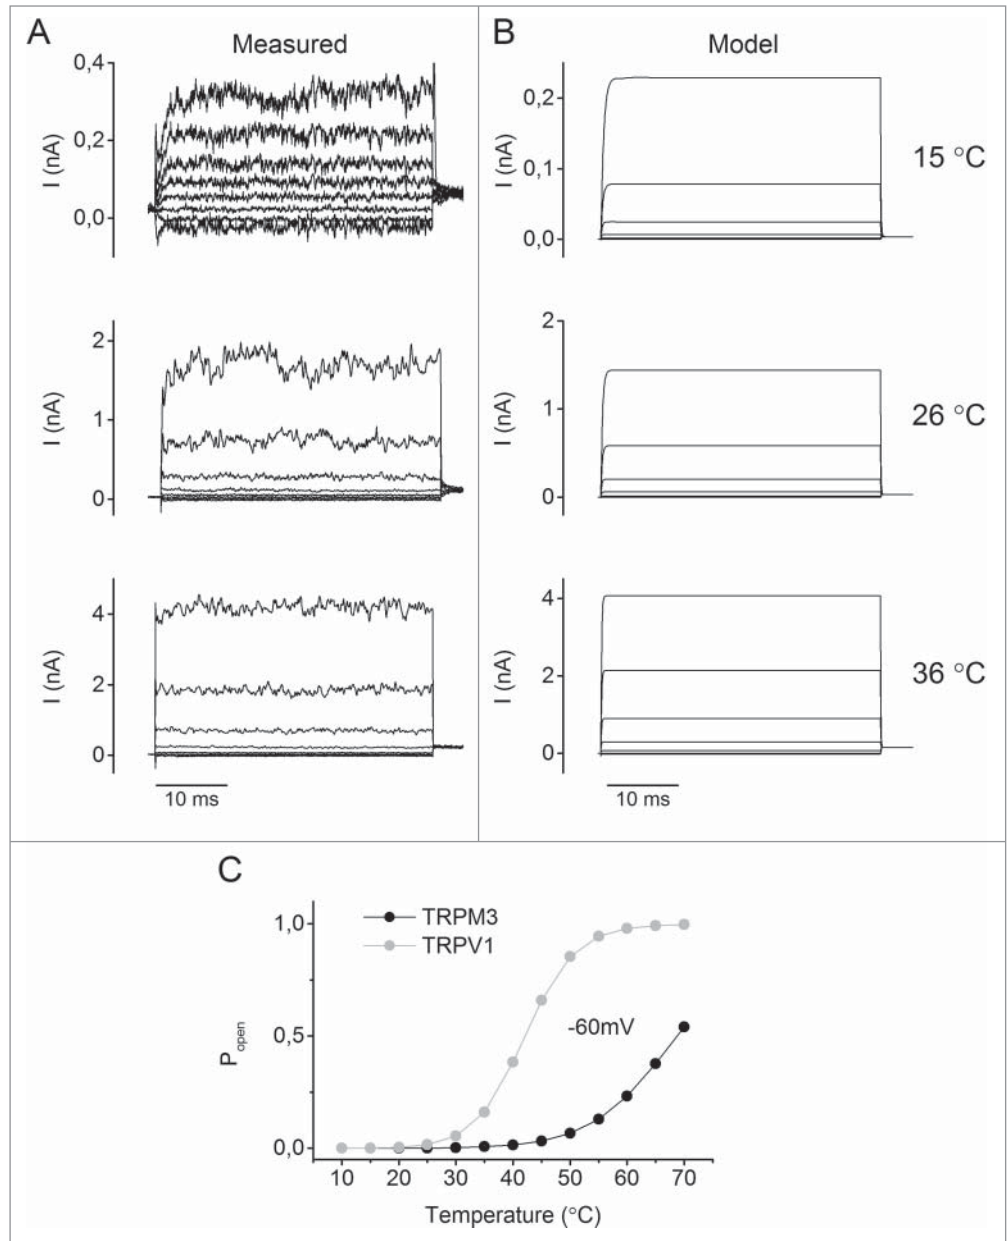 A
Measured
0,4
0,2
0,0
I (nA)
2
1
0
I (nA)
4
2
0
I (nA)
10 ms
B
Model
0,2
0,1
0,0
I (nA)
15 °C
2
1
0
I (nA)
26 °C
4
2
0
I (nA)
36 °C
10 ms
C
TRPM3
TRPV1
-60mV
1,0
0,5
0,0
Popen
10 20 30 40 50 60 70
Temperature (°C)